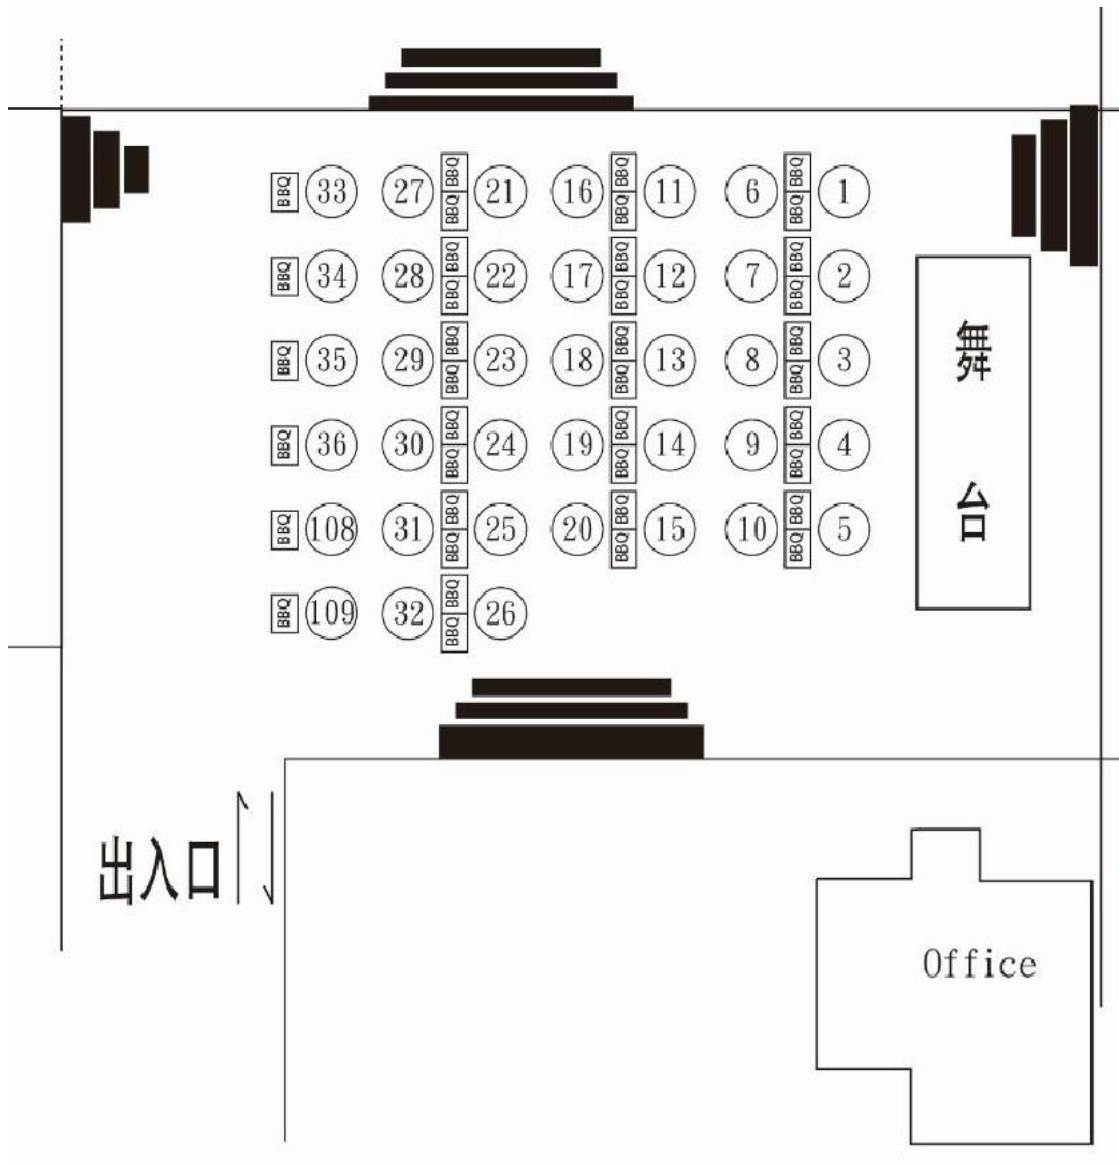 BBQ 33 27 BBQ BBQ 21 16 BBQ BBQ 11 6 BBQ BBQ 1
BBQ 34 28 BBQ BBQ 22 17 BBQ BBQ 12 7 BBQ BBQ 2
BBQ 35 29 BBQ BBQ 23 18 BBQ BBQ 13 8 BBQ BBQ 3
BBQ 36 30 BBQ BBQ 24 19 BBQ BBQ 14 9 BBQ BBQ 4
BBQ 108 31 BBQ BBQ 25 20 BBQ BBQ 15 10 BBQ BBQ 5
BBQ 109 32 BBQ BBQ 26
舞台
出入口
Office